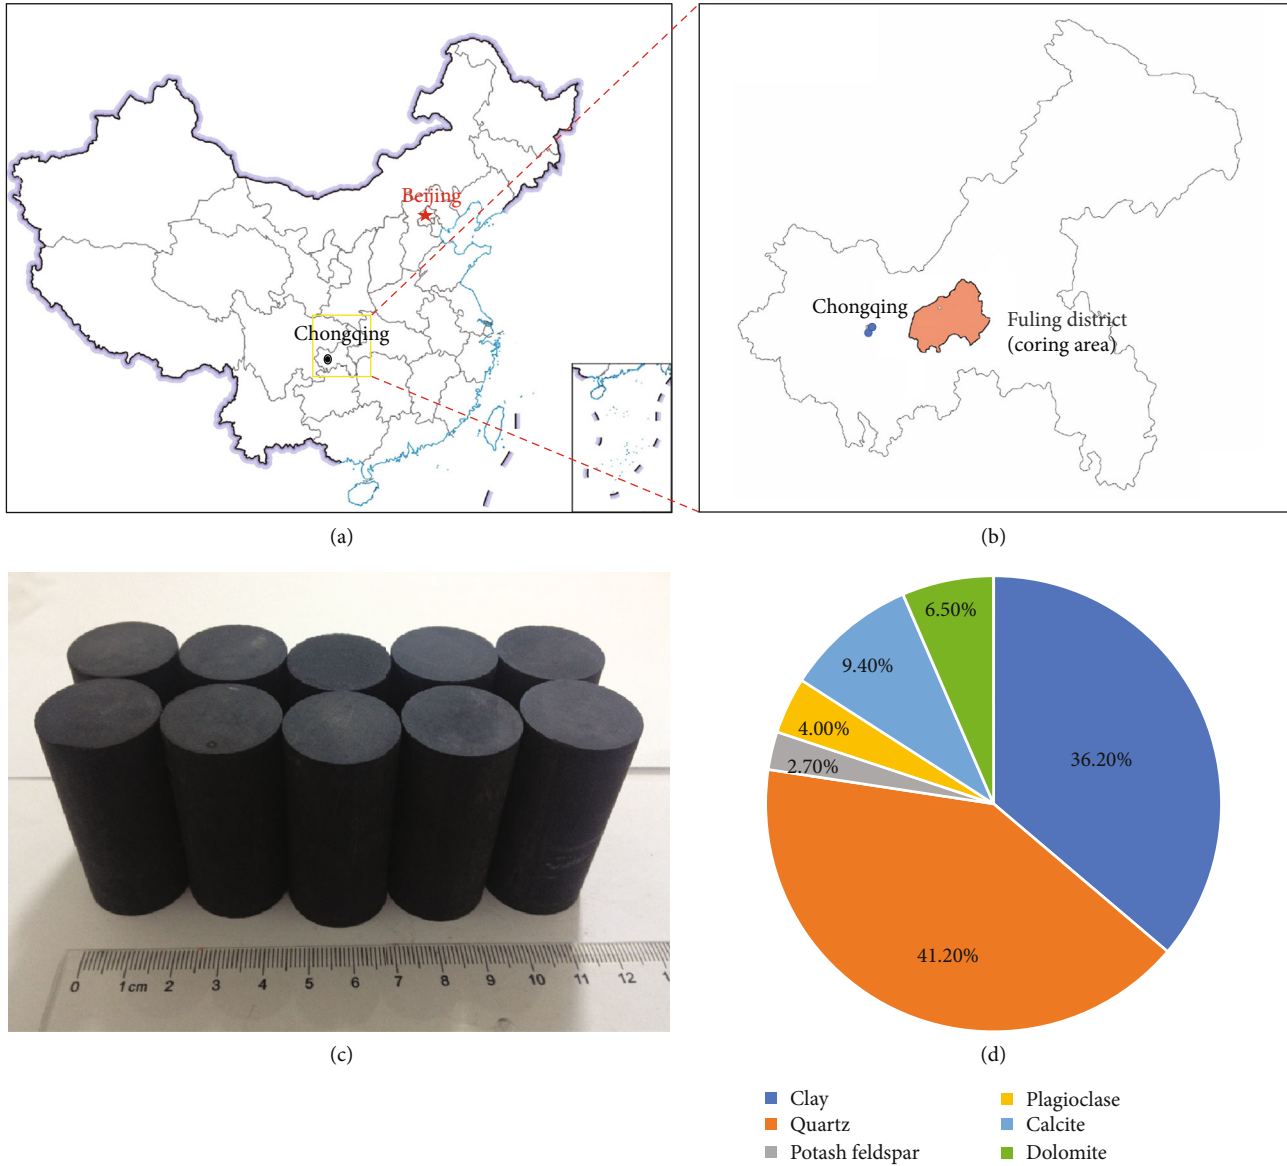 Beijing
Chongqing
(a)
Chongqing
Fuling district
(coring area)
(b)
0 1 cm 2 3 4 5 6 7 8 9 10 11 12
(c)
6.50%
9.40%
4.00%
2.70%
36.20%
41.20%
(d)
Clay
Quartz
Potash feldspar
Plagioclase
Calcite
Dolomite